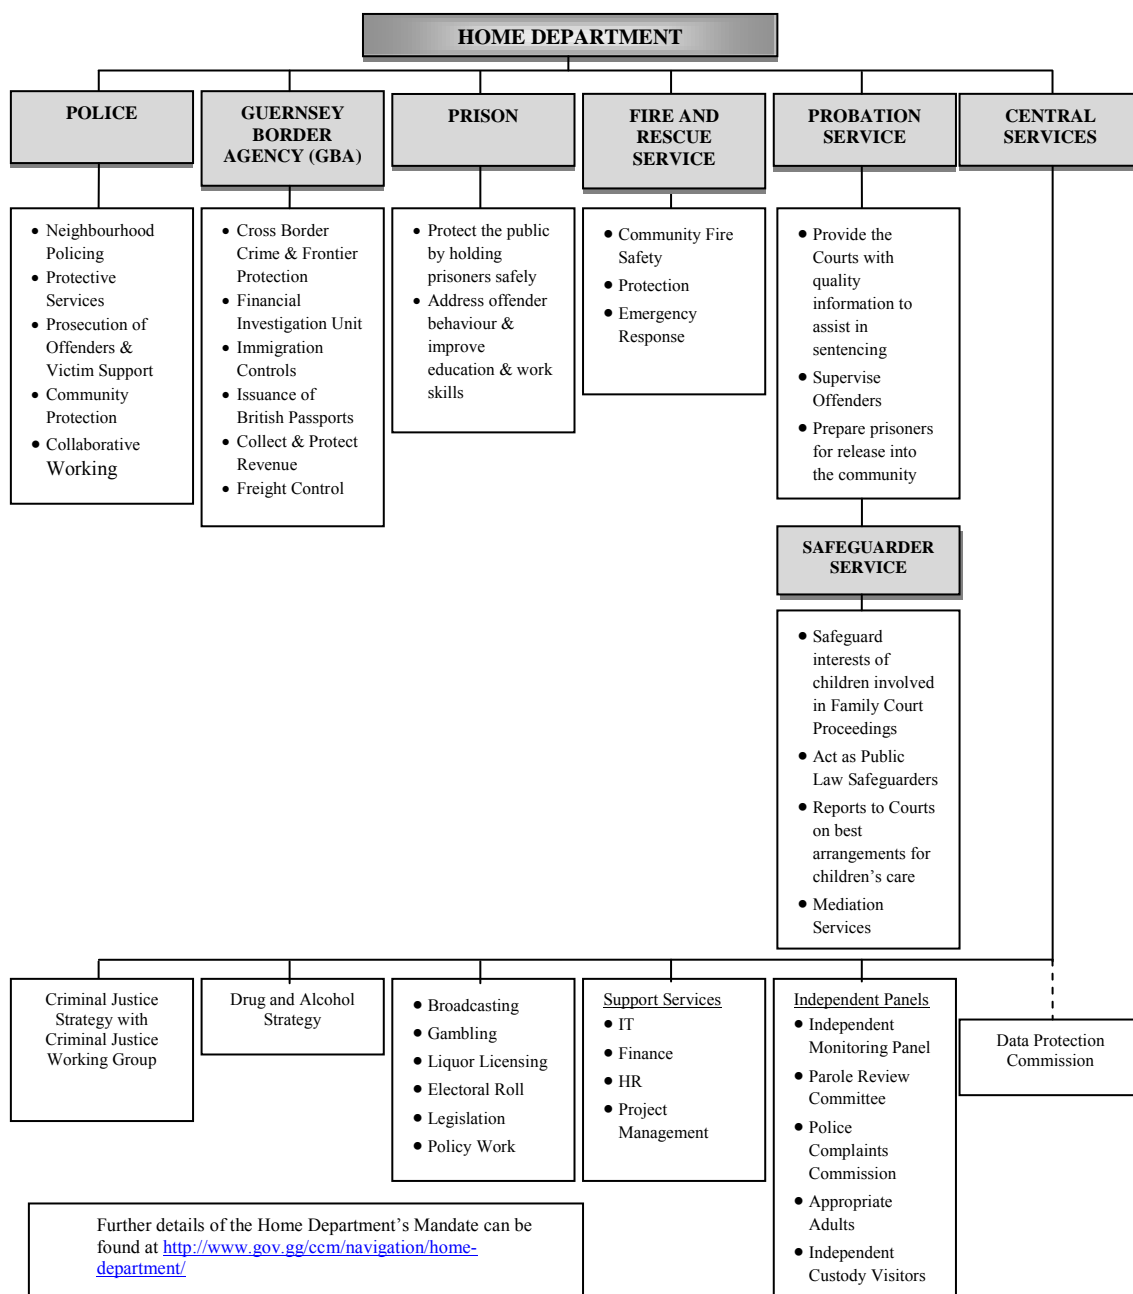 HOME DEPARTMENT
POLICE
GUERNSEY
BORDER
AGENCY (GBA)
PRISON
FIRE AND
RESCUE
SERVICE
PROBATION
SERVICE
CENTRAL
SERVICES
• Neighbourhood
Policing
• Protective
Services
• Prosecution of
Offenders &
Victim Support
• Community
Protection
• Collaborative
Working
• Cross Border
Crime & Frontier
Protection
• Financial
Investigation Unit
• Immigration
Controls
• Issuance of
British Passports
• Collect & Protect
Revenue
• Freight Control
• Protect the public
by holding
prisoners safely
• Address offender
behaviour &
improve
education & work
skills
• Community Fire
Safety
• Protection
• Emergency
Response
• Provide the
Courts with
quality
information to
assist in
sentencing
• Supervise
Offenders
• Prepare prisoners
for release into
the community
SAFEGUARDER
SERVICE
• Safeguard
interests of
children involved
in Family Court
Proceedings
• Act as Public
Law Safeguarders
• Reports to Courts
on best
arrangements for
children's care
• Mediation
Services
Criminal Justice
Strategy with
Criminal Justice
Working Group
Drug and Alcohol
Strategy
• Broadcasting
• Gambling
• Liquor Licensing
• Electoral Roll
• Legislation
• Policy Work
Support Services
• IT
• Finance
• HR
• Project
Management
Independent Panels
• Independent
Monitoring Panel
• Parole Review
Committee
• Police
Complaints
Commission
• Appropriate
Adults
• Independent
Custody Visitors
Data Protection
Commission
Further details of the Home Department's Mandate can be
found at http://www.gov.gg/ccm/navigation/home-
department/